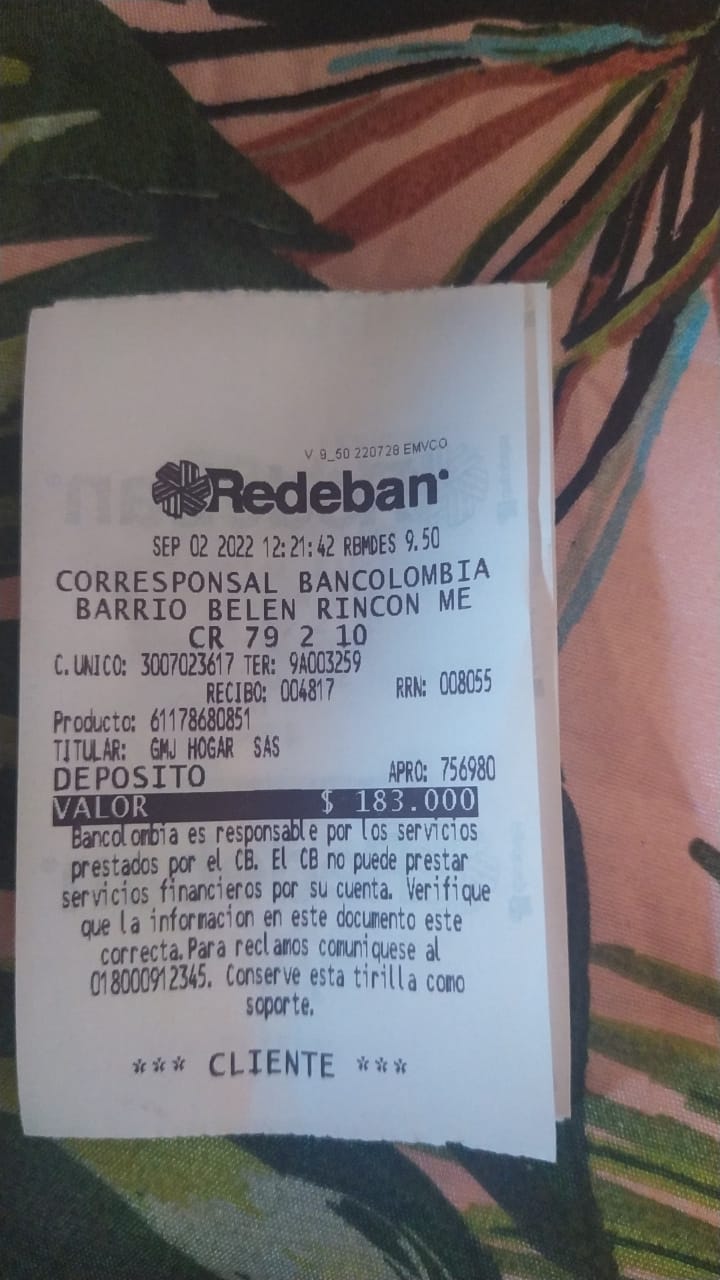 V 9_50 220728 EMVCO
Redeban
SEP 02 2022 12:21:42 RBMDES 9.50
CORRESPONSAL BANCOLOMBIA
BARRIO BELEN RINCON ME
CR 79 2 10
C. UNICO: 3007023617 TER: 9A003259
RECIBO: 004817 RRN: 008055
Producto: 61178680851
TITULAR: GMJ HOGAR SAS
DEPOSITO APRO: 756980
VALOR $ 183.000
Bancolombia es responsable por los servicios
prestados por el CB. El CB no puede prestar
servicios financieros por su cuenta. Verifique
que la informacion en este documento este
correcta. Para reclamos comuniquese al
018000912345. Conserve esta tirilla como
soporte.
*** CLIENTE ***